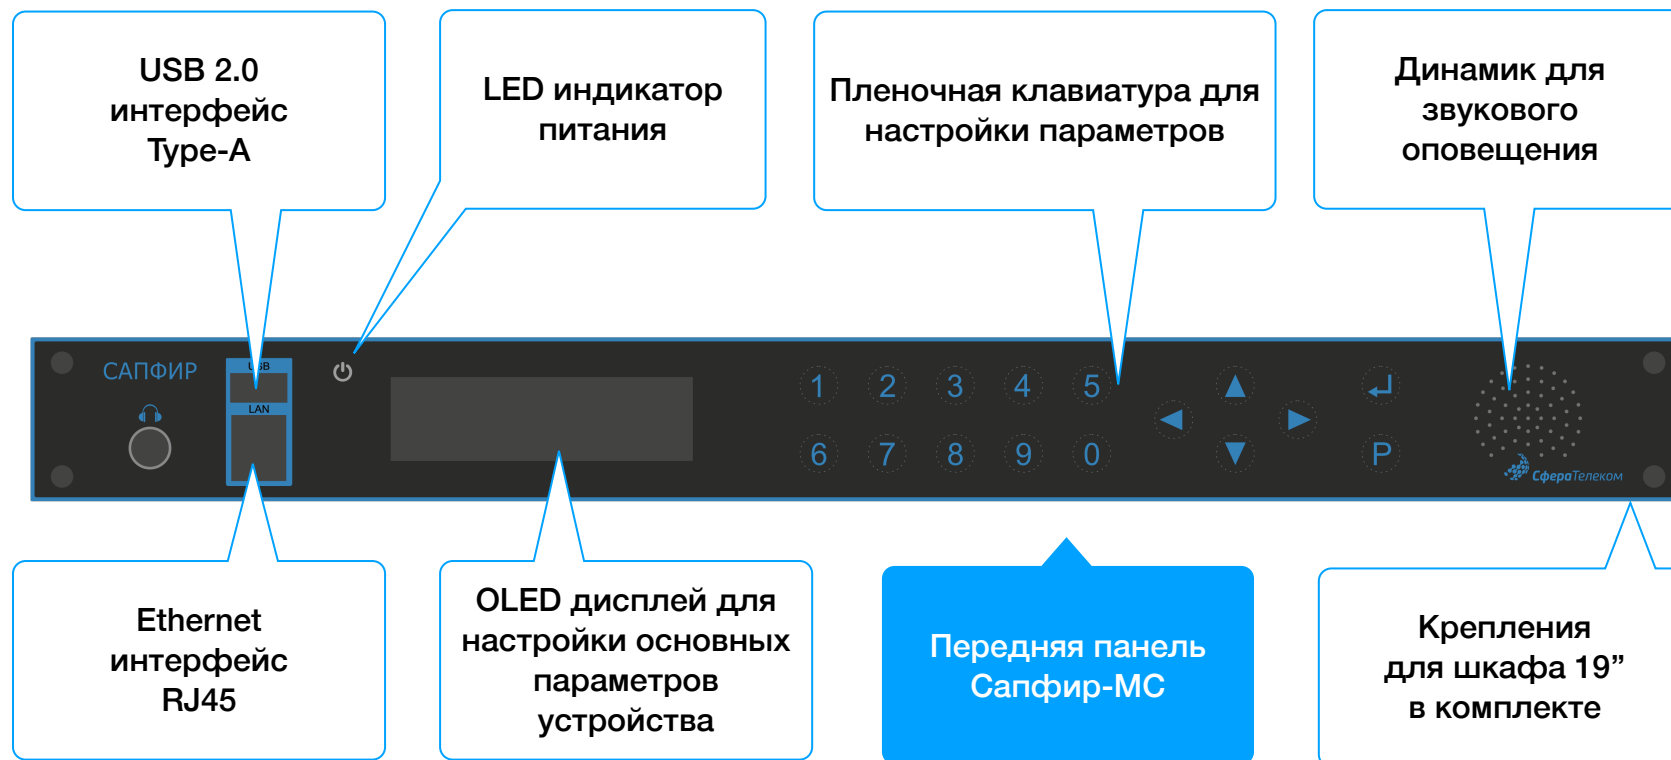 USB 2.0
интерфейс
Type-A
LED индикатор
питания
Пленочная клавиатура для
настройки параметров
Динамик для
звукового
оповещения
САПФИР
USB
LAN
1 2 3 4 5
6 7 8 9 0
P
СфераТелеком
Ethernet
интерфейс
RJ45
OLED дисплей для
настройки основных
параметров
устройства
Передняя панель
Сапфир-МС
Крепления
для шкафа 19”
в комплекте